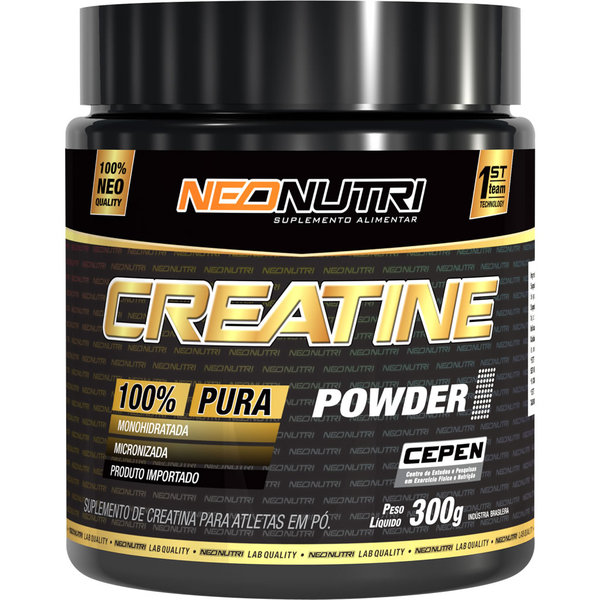 100%
NEO
QUALITY
NEONUTRI
SUPLEMENTO ALIMENTAR
1ST
team
TECHNOLOGY
CREATINE
100% PURA
MONOHIDRATADA
MICRONIZADA
PRODUTO IMPORTADO
POWDER
CEPEN
Centro de Estudos e Pesquisas
em Exercício Físico e Nutrição
SUPLEMENTO DE CREATINA PARA ATLETAS EM PÓ.
Peso
Líquido 300g INDÚSTRIA BRASILEIRA
NEONUTRI LAB QUALITY NEONUTRI LAB QUALITY NEONUTRI LAB QUALITY NEONUTRI